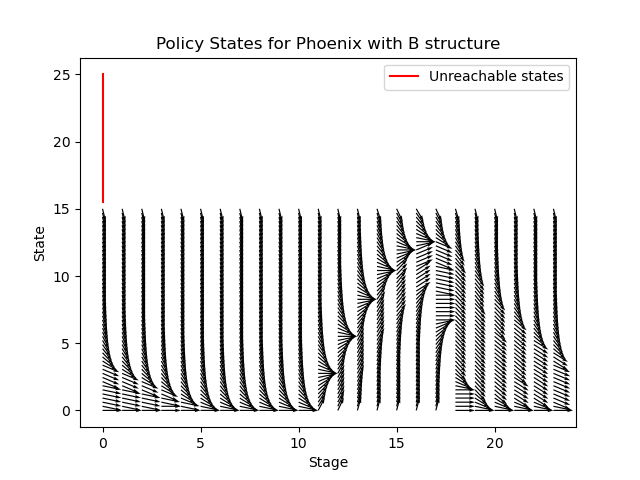 Policy States for Phoenix with B structure
Unreachable states
25
20
15
10
5
0
State
0 5 10 15 20
Stage